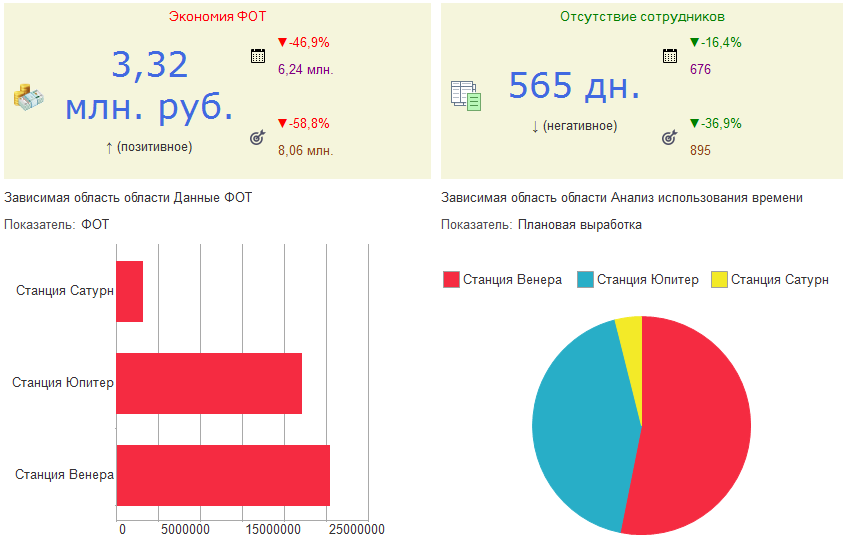 Экономия ФОТ
3,32
млн. руб.
↑ (позитивное)
▼-46,9%
6,24 млн.
▼-58,8%
8,06 млн.
Отсутствие сотрудников
565 дн.
↓ (негативное)
▼-16,4%
676
▼-36,9%
895
Зависимая область области Данные ФОТ
Показатель: ФОТ
Станция Сатурн
Станция Юпитер
Станция Венера
0 5000000 15000000 25000000
Зависимая область области Анализ использования времени
Показатель: Плановая выработка
Станция Венера Станция Юпитер Станция Сатурн